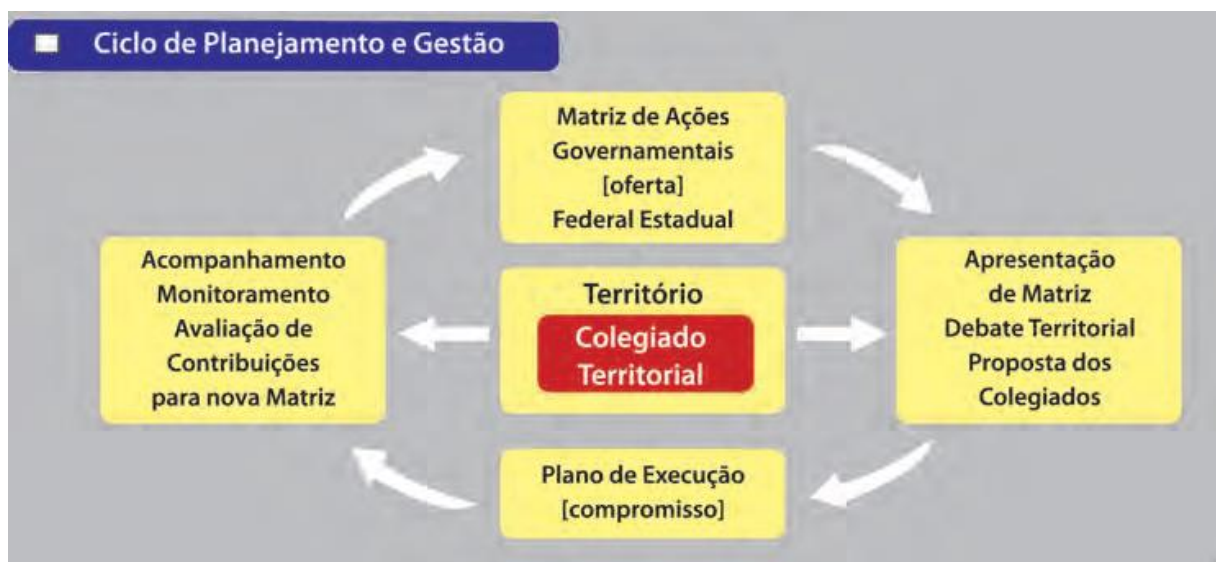 Ciclo de Planejamento e Gestão
Matriz de Ações
Governamentais
[oferta]
Federal Estadual
Apresentação
de Matriz
Debate Territorial
Proposta dos
Colegiados
Plano de Execução
[compromisso]
Acompanhamento
Monitoramento
Avaliação de
Contribuições
para nova Matriz
Território
Colegiado
Territorial